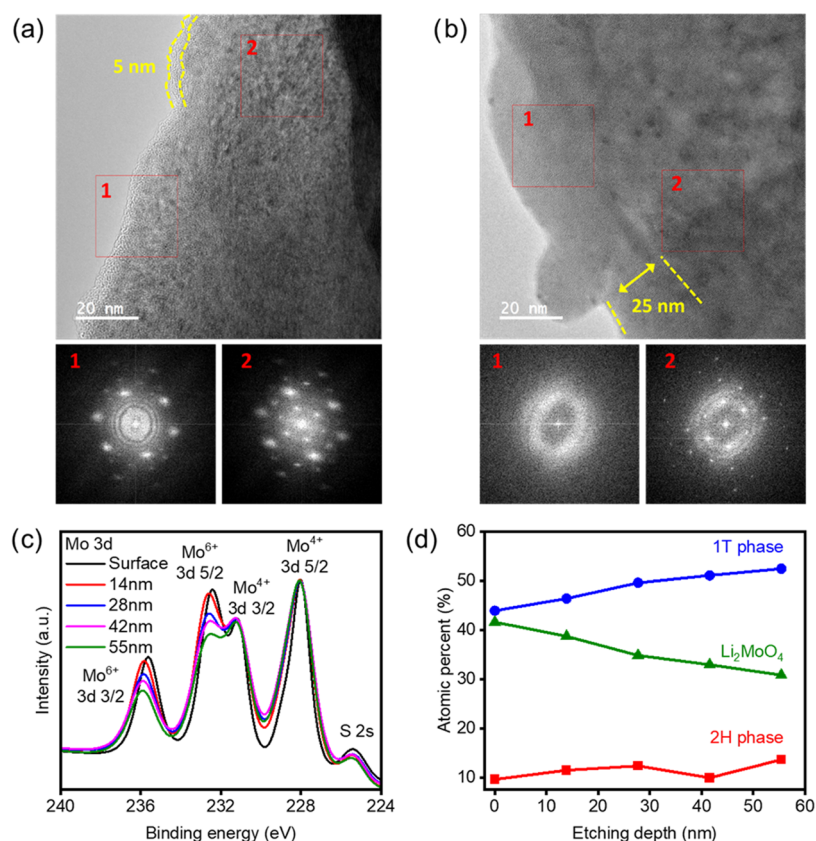 (a)
5 nm
2
1
20 nm
(b)
1
2
25 nm
20 nm
1
2
1
2
(c)
Mo 3d
Surface
14nm
28nm
42nm
55nm
Mo⁶⁺
3d 5/2
Mo⁴⁺
3d 3/2
Mo⁴⁺
3d 5/2
Mo⁶⁺
3d 3/2
S 2s
Intensity (a.u.)
240 236 232 228 224
Binding energy (eV)
(d)
60
50
40
30
20
10
Atomic percent (%)
1T phase
Li₂MoO₄
2H phase
0 10 20 30 40 50 60
Etching depth (nm)